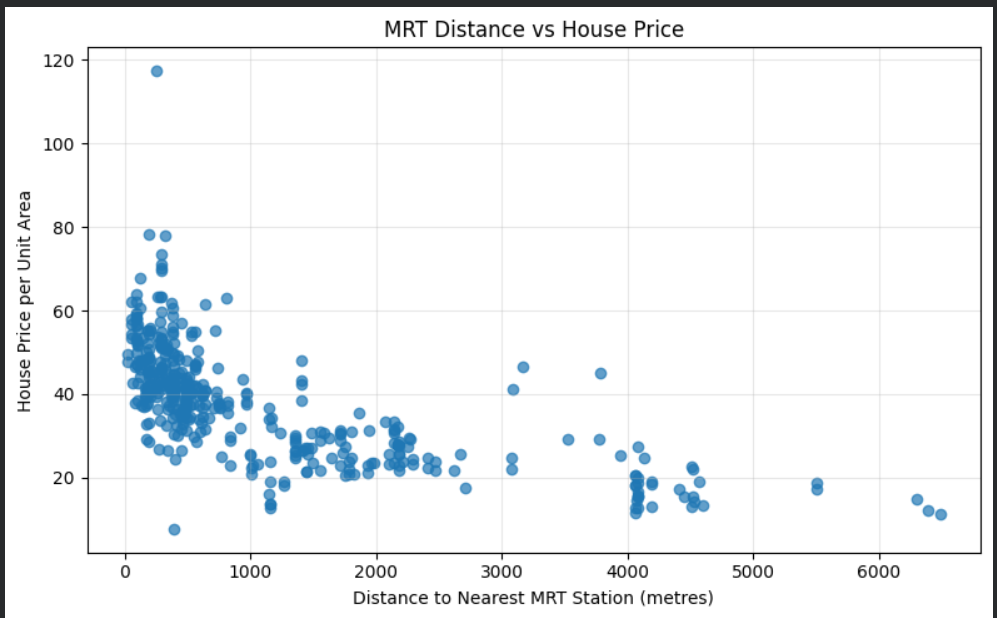 MRT Distance vs House Price
120
100
80
60
40
20
House Price per Unit Area
0 1000 2000 3000 4000 5000 6000
Distance to Nearest MRT Station (metres)